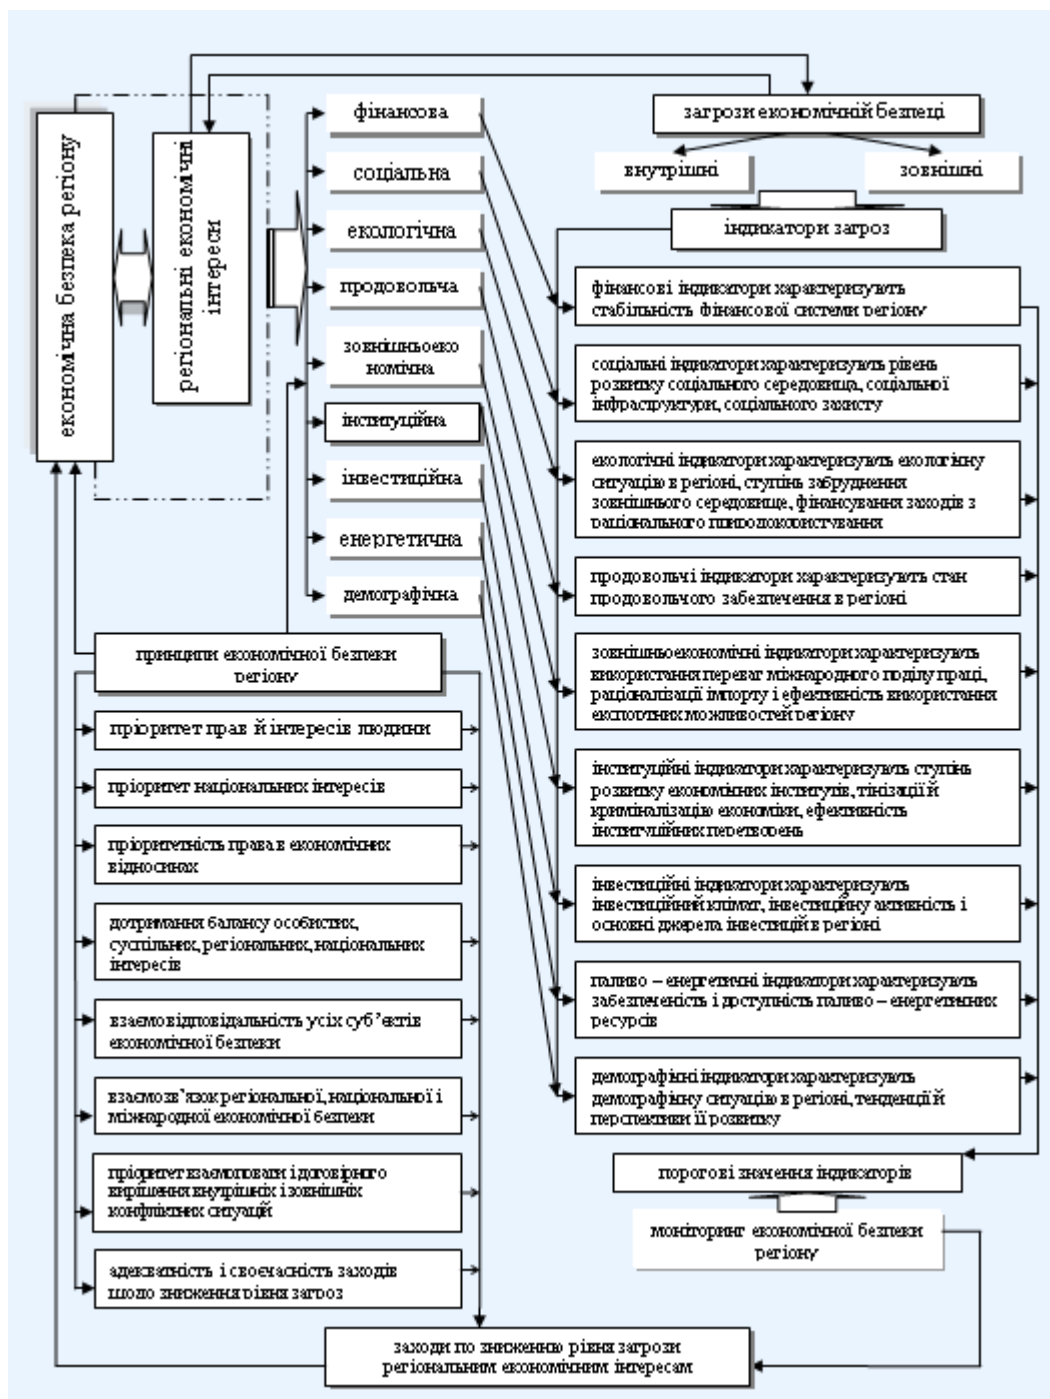 економічна безпека регіону
регіональні економічні
інтереси
фінансова
соціальна
екологічна
продовольча
зовнішньоеко
номічна
інституційна
інвестиційна
енергетична
демографічна
загрози економічній безпеці
внутрішні
зовнішні
індикатори загроз
фінансові індикатори характеризують
стабільність фінансової системи регіону
соціальні індикатори характеризують рівень
розвитку соціального середовища, соціальної
інфраструктури, соціального захисту
екологічні індикатори характеризують екологічну
ситуацію в регіоні, ступінь забруднення
зовнішнього середовище, фінансування заходів з
раціонального природокористування
продовольчі індикатори характеризують стан
продовольчого забезпечення в регіоні
зовнішньоекономічні індикатори характеризують
використання переваг міжнародного поділу праці,
раціоналізації імпорту і ефективність використання
експортних можливостей регіону
інституційні індикатори характеризують ступінь
розвитку економічних інститутів, тінізації й
криміналізацію економіки, ефективність
інституційних перетворень
інвестиційні індикатори характеризують
інвестиційний клімат, інвестиційну активність і
основні джерела інвестицій в регіоні
паливо – енергетичні індикатори характеризують
забезпеченість і доступність паливо – енергетичних
ресурсів
демографічні індикатори характеризують
демографічну ситуацію в регіоні, тенденції й
перспективи її розвитку
порогові значення індикаторів
моніторинг економічної безпеки
регіону
принципи економічної безпеки
регіону
пріоритет прав й інтересів людини
пріоритет національних інтересів
пріоритетність права в економічних
відносинах
дотримання балансу особистих,
суспільних, регіональних, національних
інтересів
взаємовідповідальність усіх суб’єктів
економічної безпеки
взаємозв’язок регіональної, національної і
міжнародної економічної безпеки
пріоритет взаємоповаги і договірного
вирішення внутрішніх і зовнішніх
конфліктних ситуацій
адекватність і своєчасність заходів
щодо зниження рівня загроз
заходи по зниженню рівня загрози
регіональним економічним інтересам